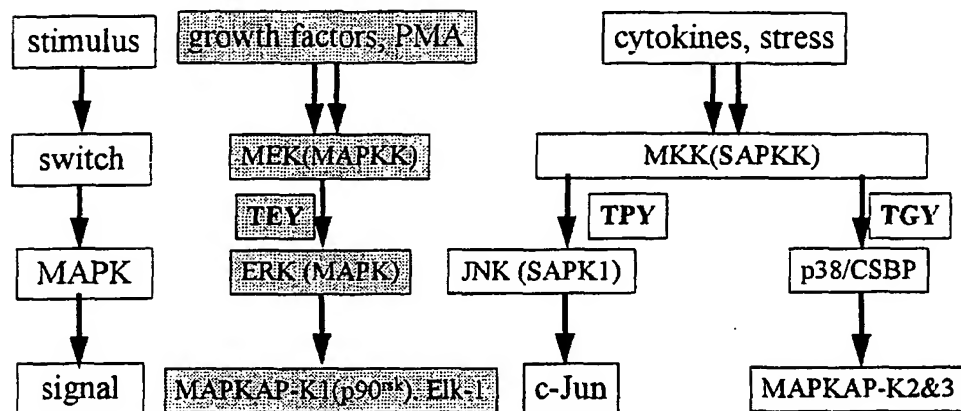 stimulus
growth factors, PMA
cytokines, stress
switch
MEK(MAPKK)
MKK(SAPKK)
TEY
TPY
TGY
MAPK
ERK (MAPK)
JNK (SAPK1)
p38/CSBP
signal
MAPKAP-K1(p90ʳˢᵏ). Elk-1
c-Jun
MAPKAP-K2&3